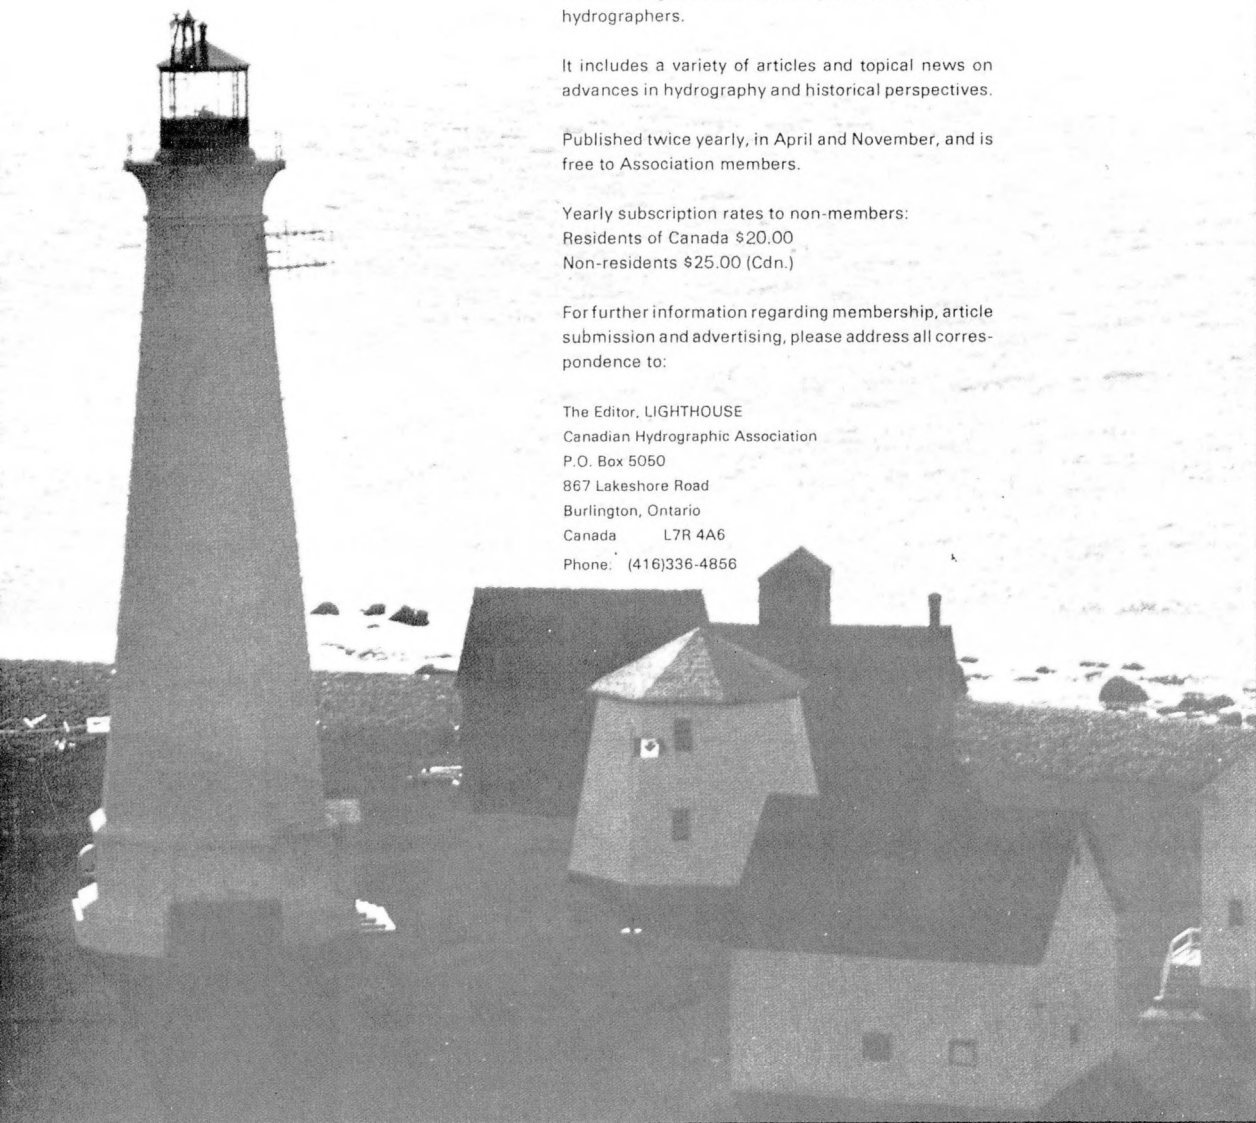 hydrographers.
It includes a variety of articles and topical news on
advances in hydrography and historical perspectives.
Published twice yearly, in April and November, and is
free to Association members.
Yearly subscription rates to non-members:
Residents of Canada $20.00
Non-residents $25.00 (Cdn.)
For further information regarding membership, article
submission and advertising, please address all corres-
pondence to:
The Editor, LIGHTHOUSE
Canadian Hydrographic Association
P.O. Box 5050
867 Lakeshore Road
Burlington, Ontario
Canada L7R 4A6
Phone: (416)336-4856